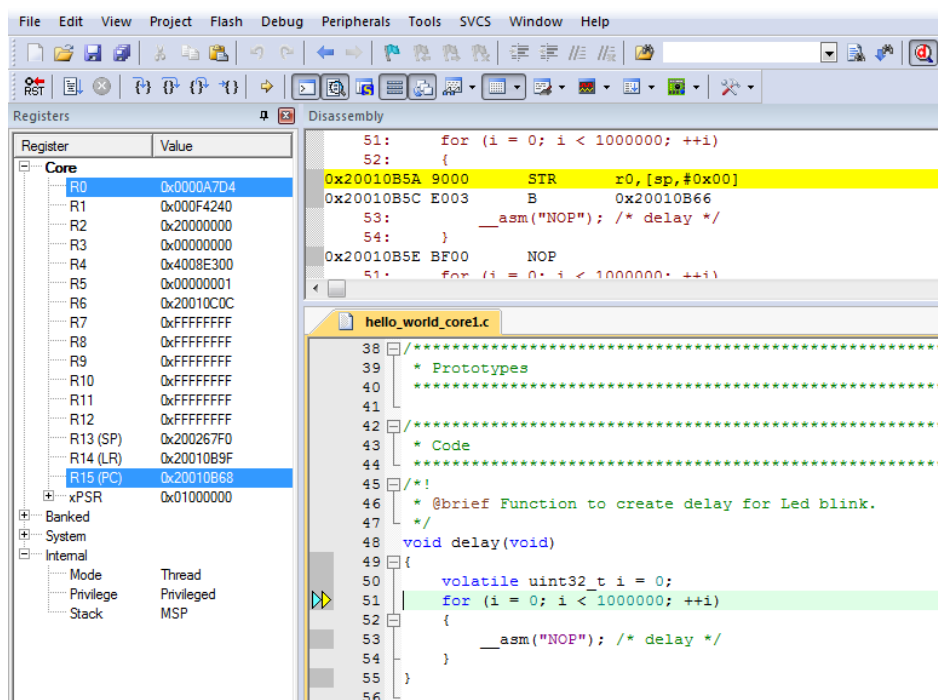 File Edit View Project Flash Debug Peripherals Tools SVCS Window Help
RST
Registers
Register Value
Core
R0 0x0000A7D4
R1 0x000F4240
R2 0x20000000
R3 0x00000000
R4 0x4008E300
R5 0x00000001
R6 0x20010C0C
R7 0xFFFFFFFF
R8 0xFFFFFFFF
R9 0xFFFFFFFF
R10 0xFFFFFFFF
R11 0xFFFFFFFF
R12 0xFFFFFFFF
R13 (SP) 0x200267F0
R14 (LR) 0x20010B9F
R15 (PC) 0x20010B68
xPSR 0x01000000
Banked
System
Internal
Mode Thread
Privilege Privileged
Stack MSP
Disassembly
51: for (i = 0; i < 1000000; ++i)
52: {
0x20010B5A 9000 STR r0,[sp,#0x00]
0x20010B5C E003 B 0x20010B66
53: __asm("NOP"); /* delay */
54: }
0x20010B5E BF00 NOP
51: for (i = 0; i < 1000000; ++i)
hello_world_core1.c
38 /*******************************************************
39 * Prototypes
40 ******************************************************
41
42 /*******************************************************
43 * Code
44 ******************************************************
45 /*!
46 * @brief Function to create delay for Led blink.
47 */
48 void delay(void)
49 {
50 volatile uint32_t i = 0;
51 for (i = 0; i < 1000000; ++i)
52 {
53 __asm("NOP"); /* delay */
54 }
55 }
56